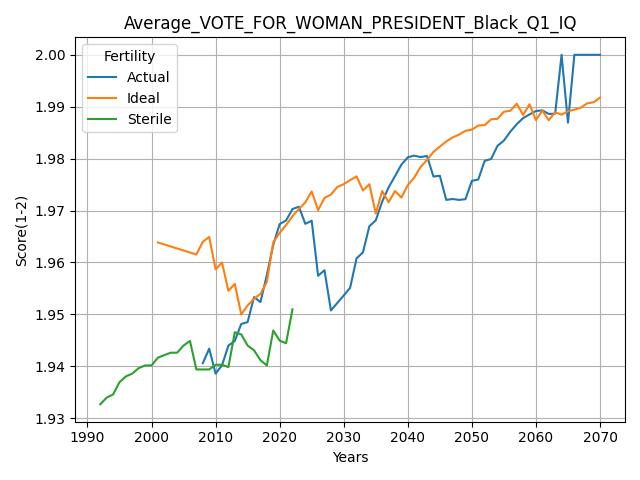 Average_VOTE_FOR_WOMAN_PRESIDENT_Black_Q1_IQ
Fertility
Actual
Ideal
Sterile
Score(1-2)
2.00
1.99
1.98
1.97
1.96
1.95
1.94
1.93
1990 2000 2010 2020 2030 2040 2050 2060 2070
Years